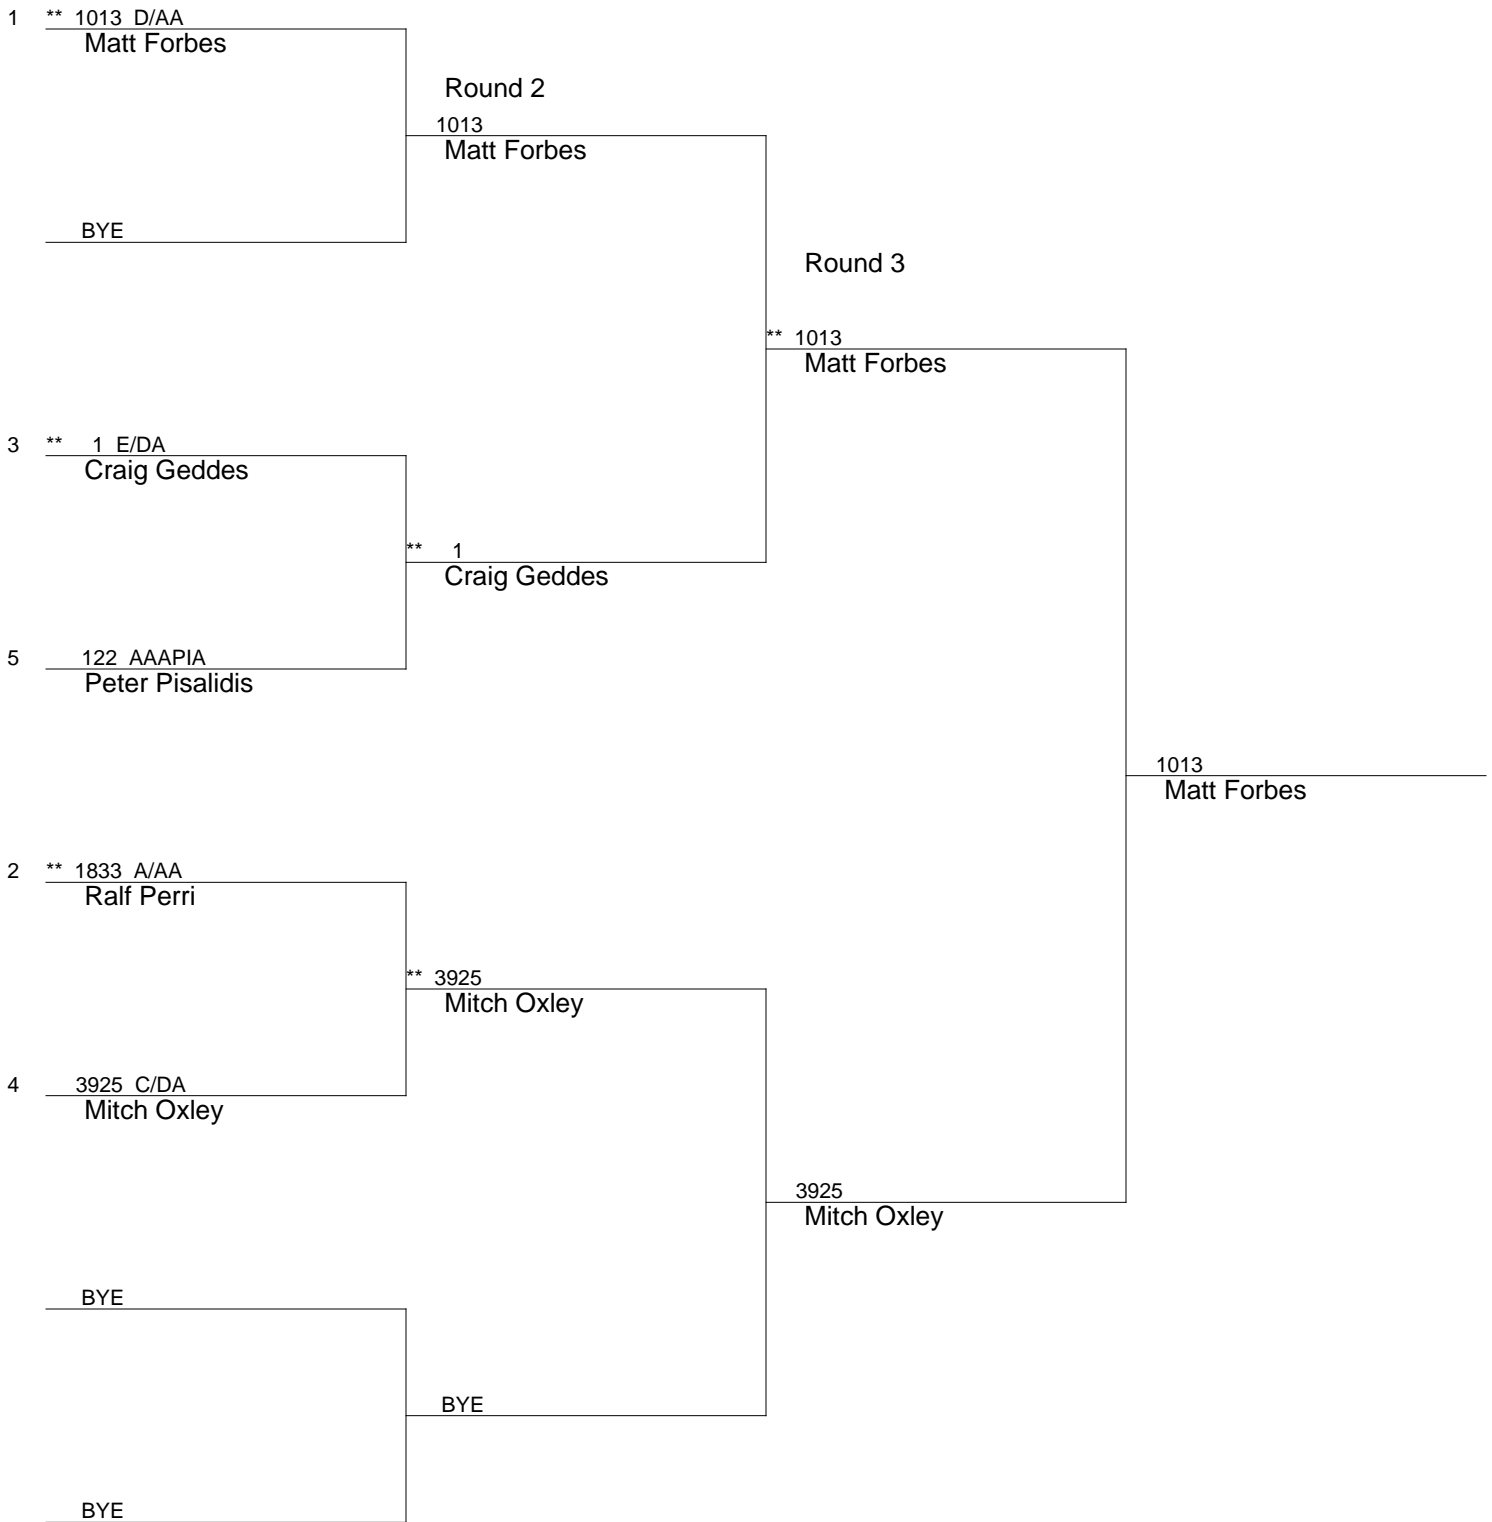 1 ** 1013 D/AA
Matt Forbes
Round 2
1013
Matt Forbes
BYE
Round 3
** 1013
Matt Forbes
3 ** 1 E/DA
Craig Geddes
** 1
Craig Geddes
5 122 AAAPIA
Peter Pisalidis
1013
Matt Forbes
2 ** 1833 A/AA
Ralf Perri
** 3925
Mitch Oxley
4 3925 C/DA
Mitch Oxley
3925
Mitch Oxley
BYE
BYE
BYE